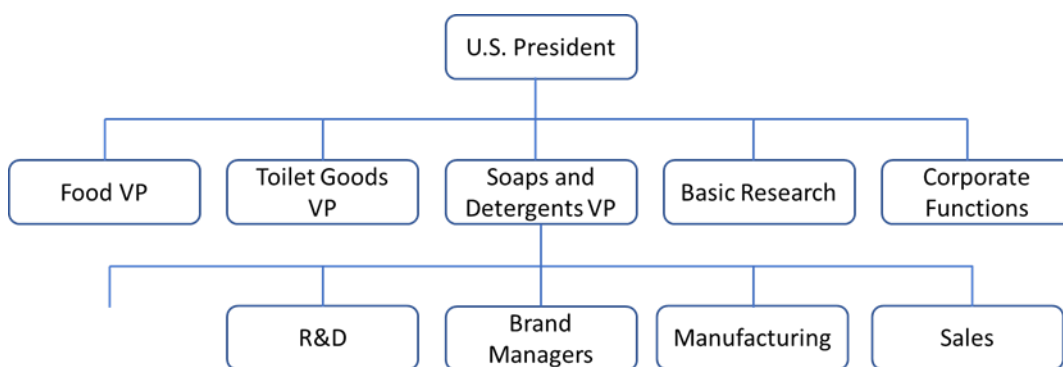 U.S. President
Food VP
Toilet Goods
VP
Soaps and
Detergents VP
Basic Research
Corporate
Functions
R&D
Brand
Managers
Manufacturing
Sales